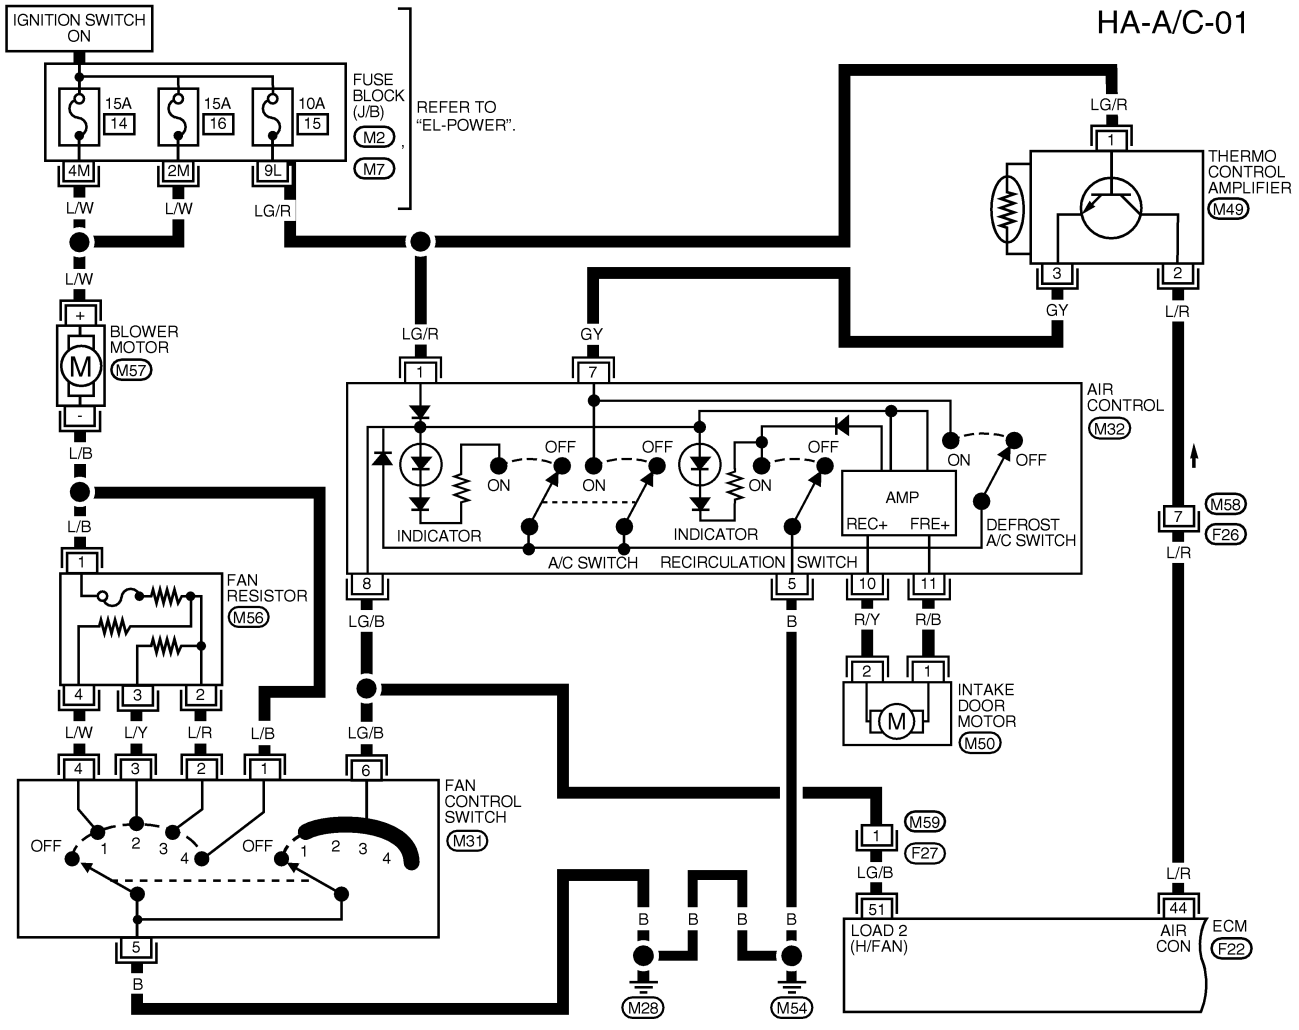 IGNITION SWITCH
ON
HA-A/C-01
15A
14
15A
16
10A
15
FUSE
BLOCK
(J/B)
M2 ,
M7
REFER TO
"EL-POWER".
4M
2M
9L
L/W
L/W
LG/R
LG/R
1
THERMO
CONTROL
AMPLIFIER
M49
3
2
GY
L/R
L/W
+
BLOWER
MOTOR
M57
M
-
LG/R
GY
1
7
AIR
CONTROL
M32
L/B
L/B
OFF
ON
OFF
ON
INDICATOR
A/C SWITCH
OFF
ON
INDICATOR
RECIRCULATION SWITCH
AMP
REC+
FRE+
ON
OFF
DEFROST
A/C SWITCH
7
M58
F26
L/R
1
FAN
RESISTOR
M56
4
3
2
8
5
10
11
LG/B
B
R/Y
R/B
2
1
M
INTAKE
DOOR
MOTOR
M50
L/W
L/Y
L/R
L/B
LG/B
4
3
2
1
6
FAN
CONTROL
SWITCH
M31
OFF
1
2
3
4
OFF
1
2
3
4
5
B
1
M59
F27
LG/B
L/R
51
44
LOAD 2
(H/FAN)
AIR
CON
ECM
F22
B
B
B
B
M28
M54